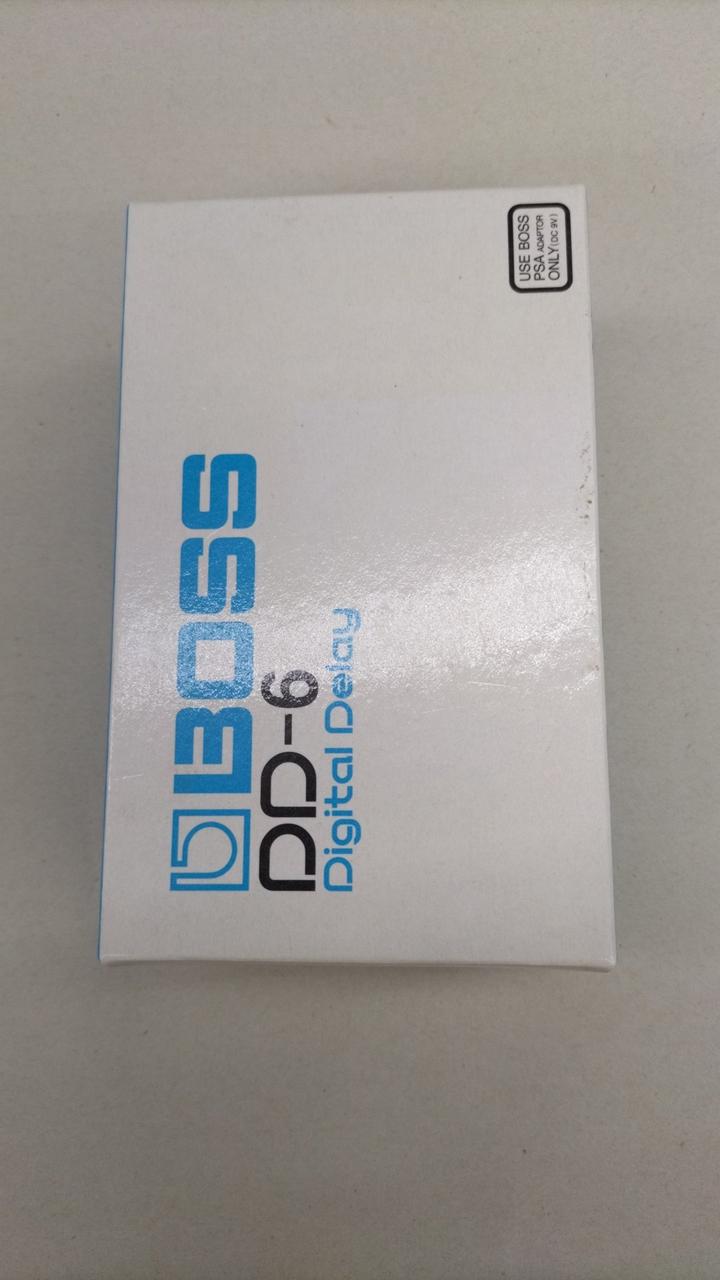 BOSS
DD-6
Digital Delay
USE BOSS
PSA ADAPTOR
ONLY(DC 9V)